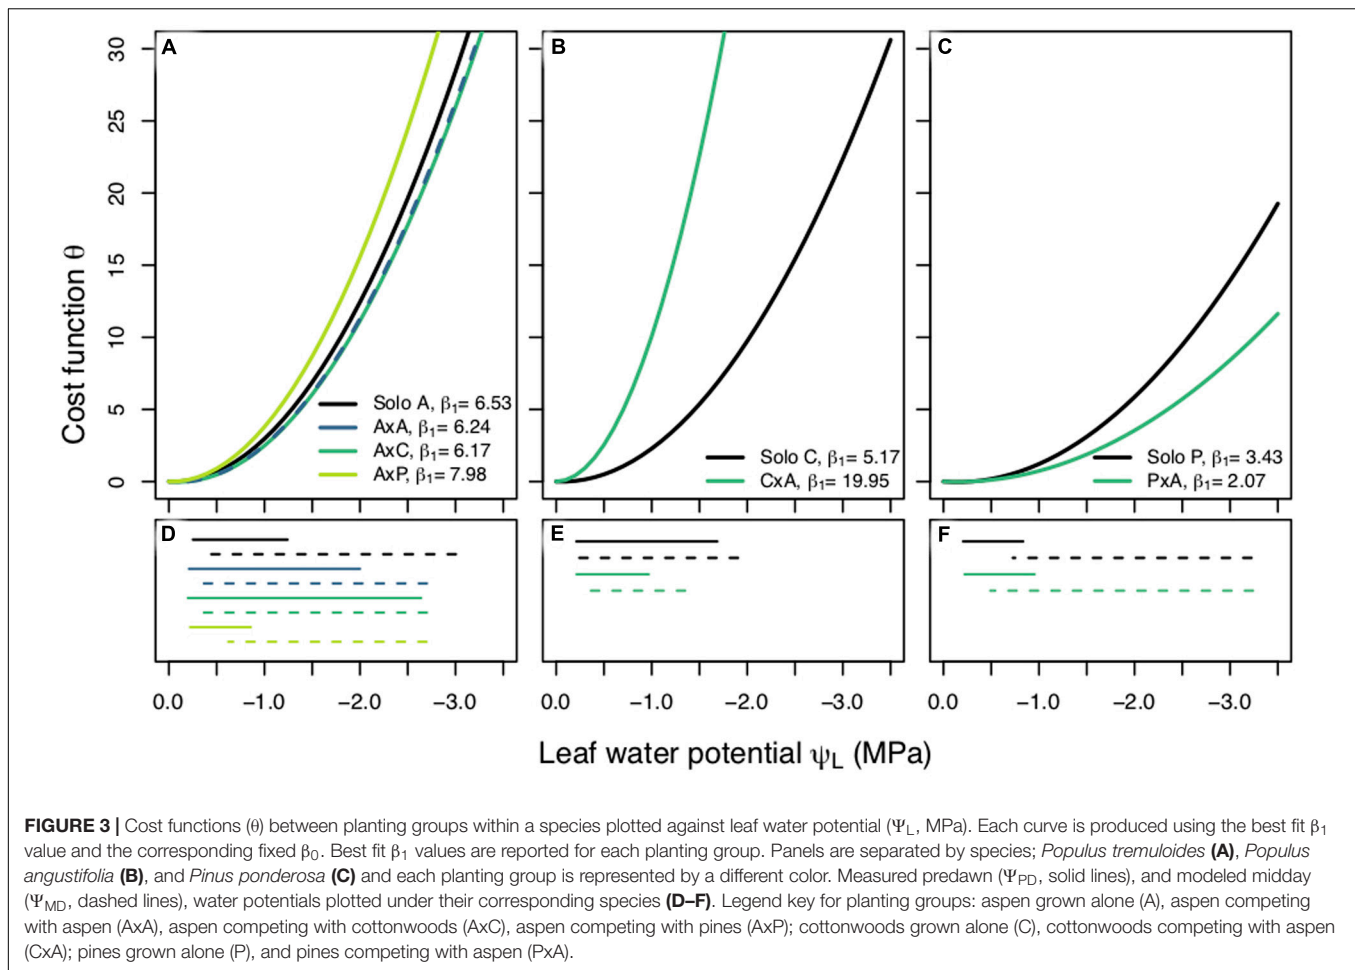 A
B
C
30
25
20
15
10
5
0
Cost function θ
Solo A, β₁= 6.53
AxA, β₁= 6.24
AxC, β₁= 6.17
AxP, β₁= 7.98
Solo C, β₁= 5.17
CxA, β₁= 19.95
Solo P, β₁= 3.43
PxA, β₁= 2.07
D
E
F
0.0 −1.0 −2.0 −3.0
0.0 −1.0 −2.0 −3.0
0.0 −1.0 −2.0 −3.0
Leaf water potential ψL (MPa)
FIGURE 3 | Cost functions (θ) between planting groups within a species plotted against leaf water potential (ΨL, MPa). Each curve is produced using the best fit β₁
value and the corresponding fixed β₀. Best fit β₁ values are reported for each planting group. Panels are separated by species; Populus tremuloides (A), Populus
angustifolia (B), and Pinus ponderosa (C) and each planting group is represented by a different color. Measured predawn (ΨPD, solid lines), and modeled midday
(ΨMD, dashed lines), water potentials plotted under their corresponding species (D–F). Legend key for planting groups: aspen grown alone (A), aspen competing
with aspen (AxA), aspen competing with cottonwoods (AxC), aspen competing with pines (AxP); cottonwoods grown alone (C), cottonwoods competing with aspen
(CxA); pines grown alone (P), and pines competing with aspen (PxA).